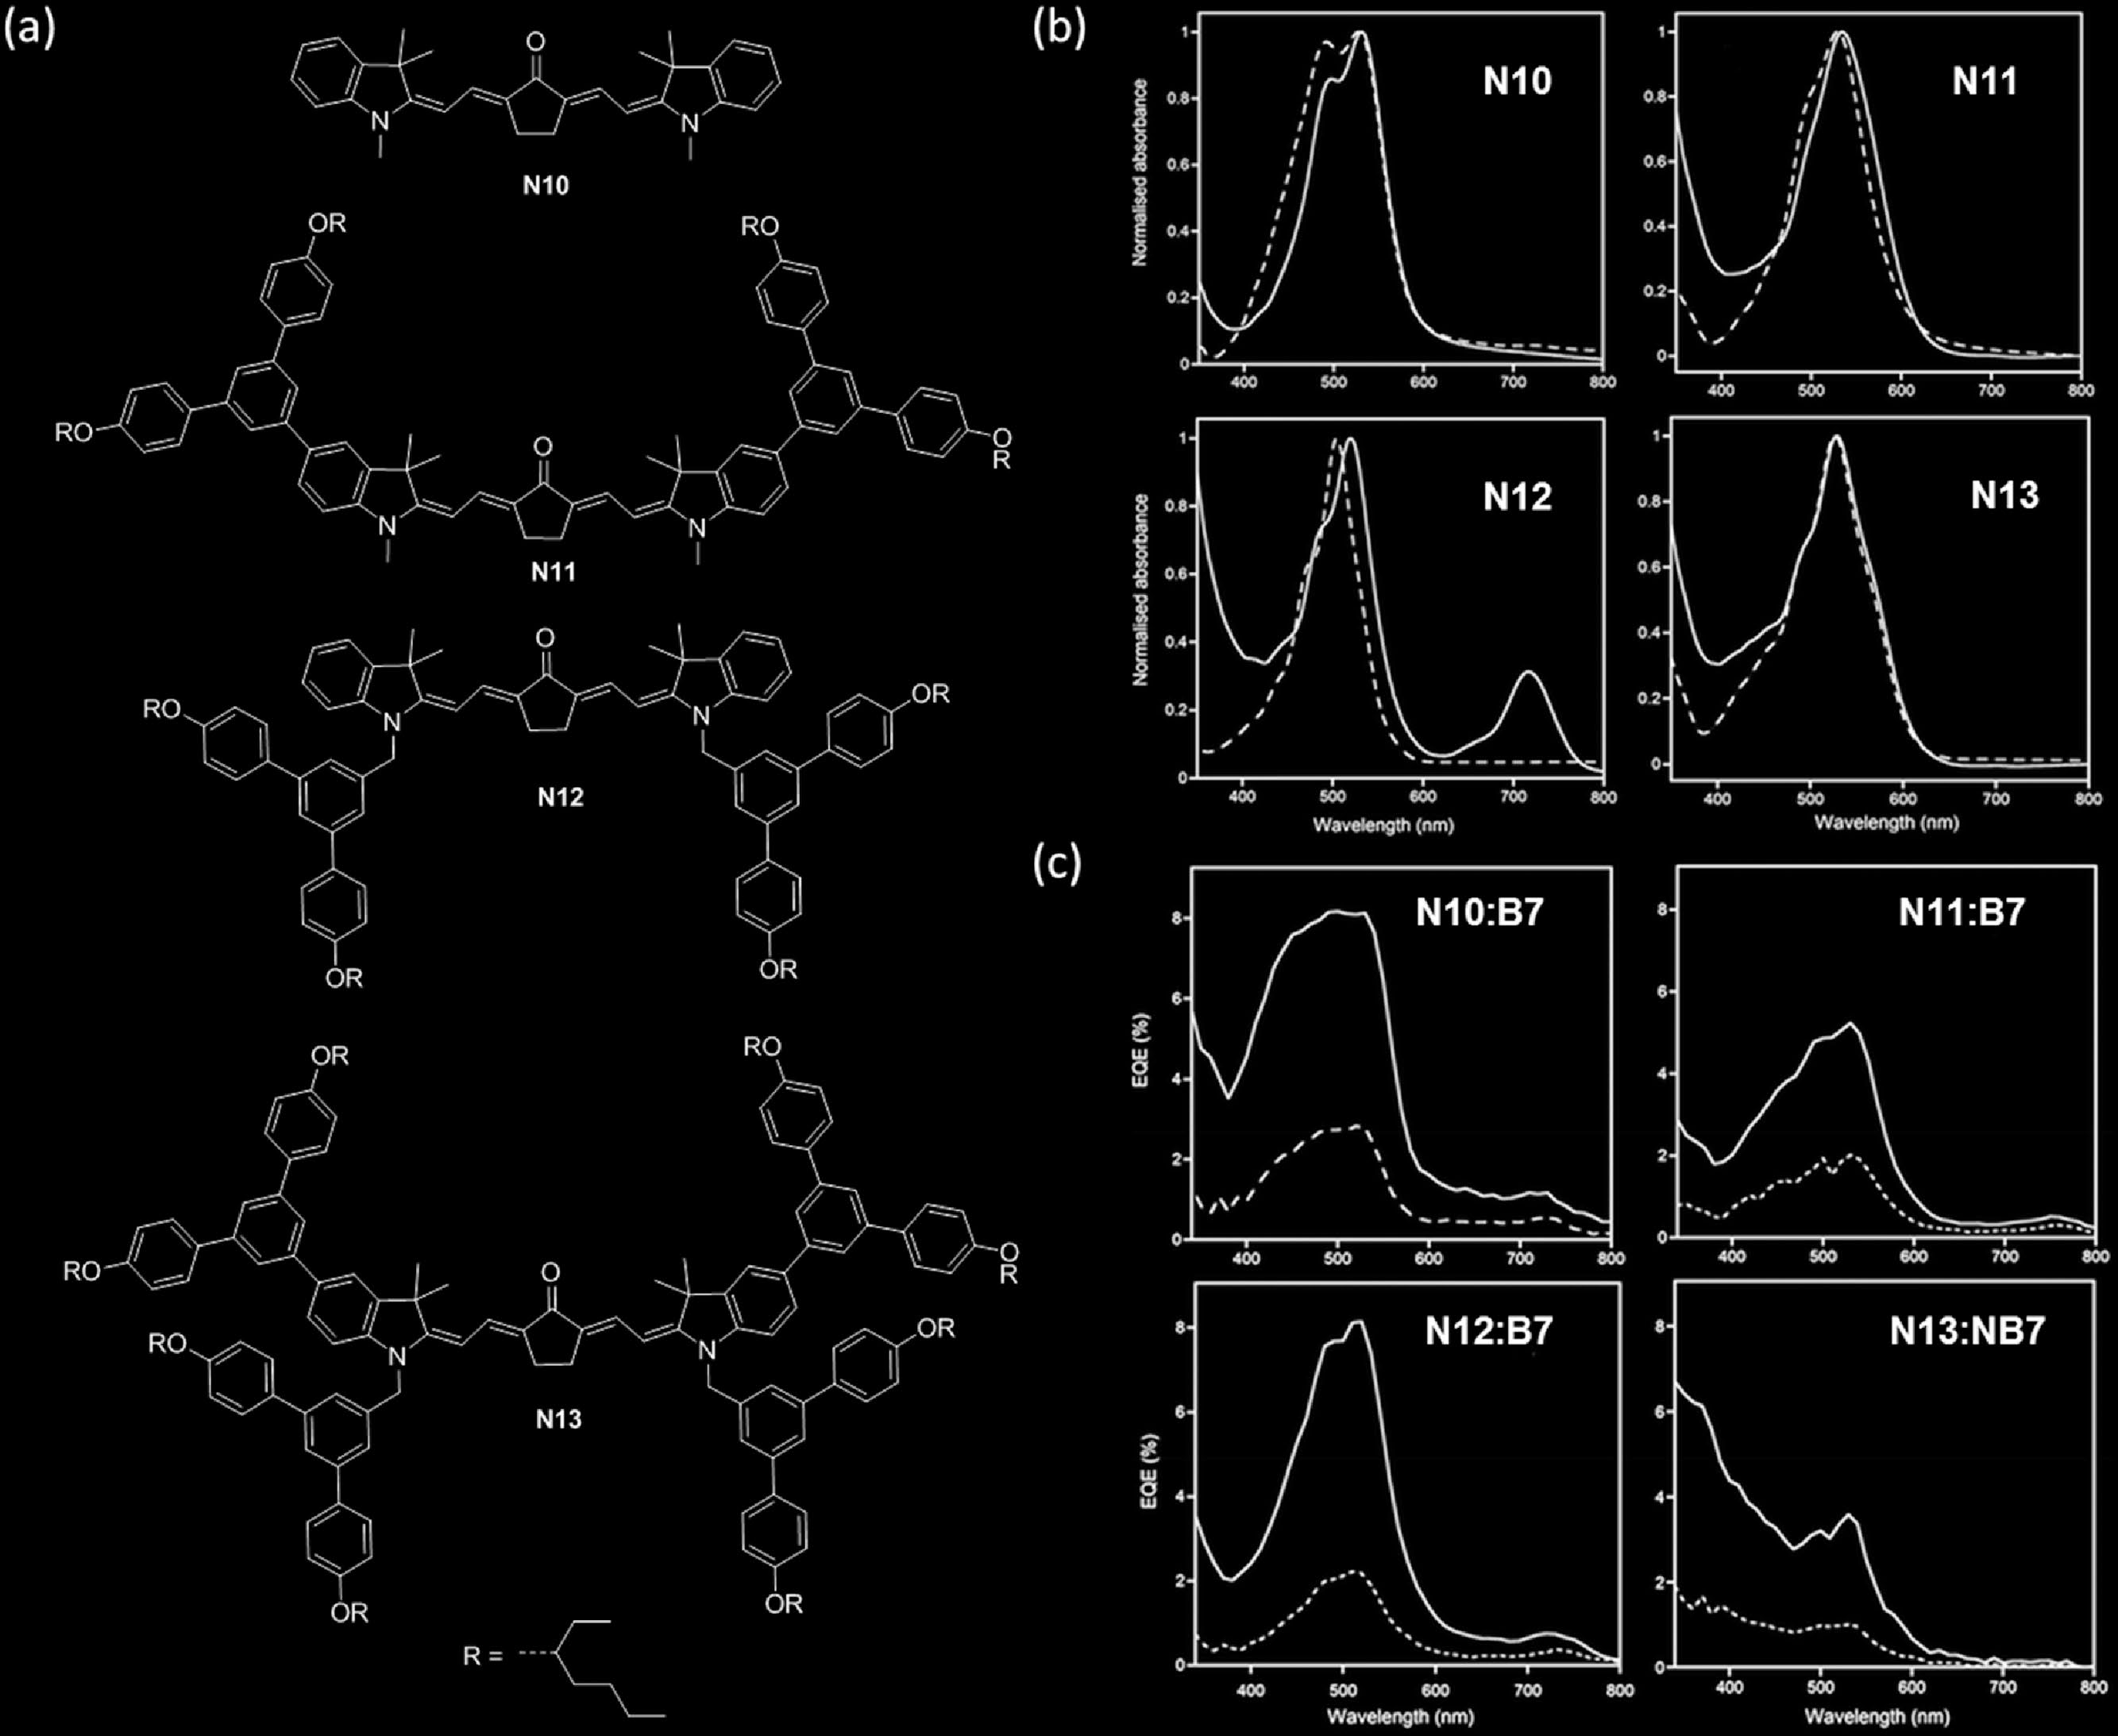 (a)
O
N
N
N10
OR
RO
RO
O
R
O
N
N
N11
O
RO
N
N
OR
N12
OR
OR
OR
RO
RO
O
R
O
RO
N
N
OR
N13
OR
OR
R =
(b)
Normalised absorbance
1
0.8
0.6
0.4
0.2
0
N10
400 500 600 700 800
1
0.8
0.6
0.4
0.2
0
N11
400 500 600 700 800
Normalised absorbance
1
0.8
0.6
0.4
0.2
0
N12
400 500 600 700 800
Wavelength (nm)
1
0.8
0.6
0.4
0.2
0
N13
400 500 600 700 800
Wavelength (nm)
(c)
EQE (%)
8
6
4
2
0
N10:B7
400 500 600 700 800
8
6
4
2
0
N11:B7
400 500 600 700 800
EQE (%)
8
6
4
2
0
N12:B7
400 500 600 700 800
Wavelength (nm)
8
6
4
2
0
N13:NB7
400 500 600 700 800
Wavelength (nm)